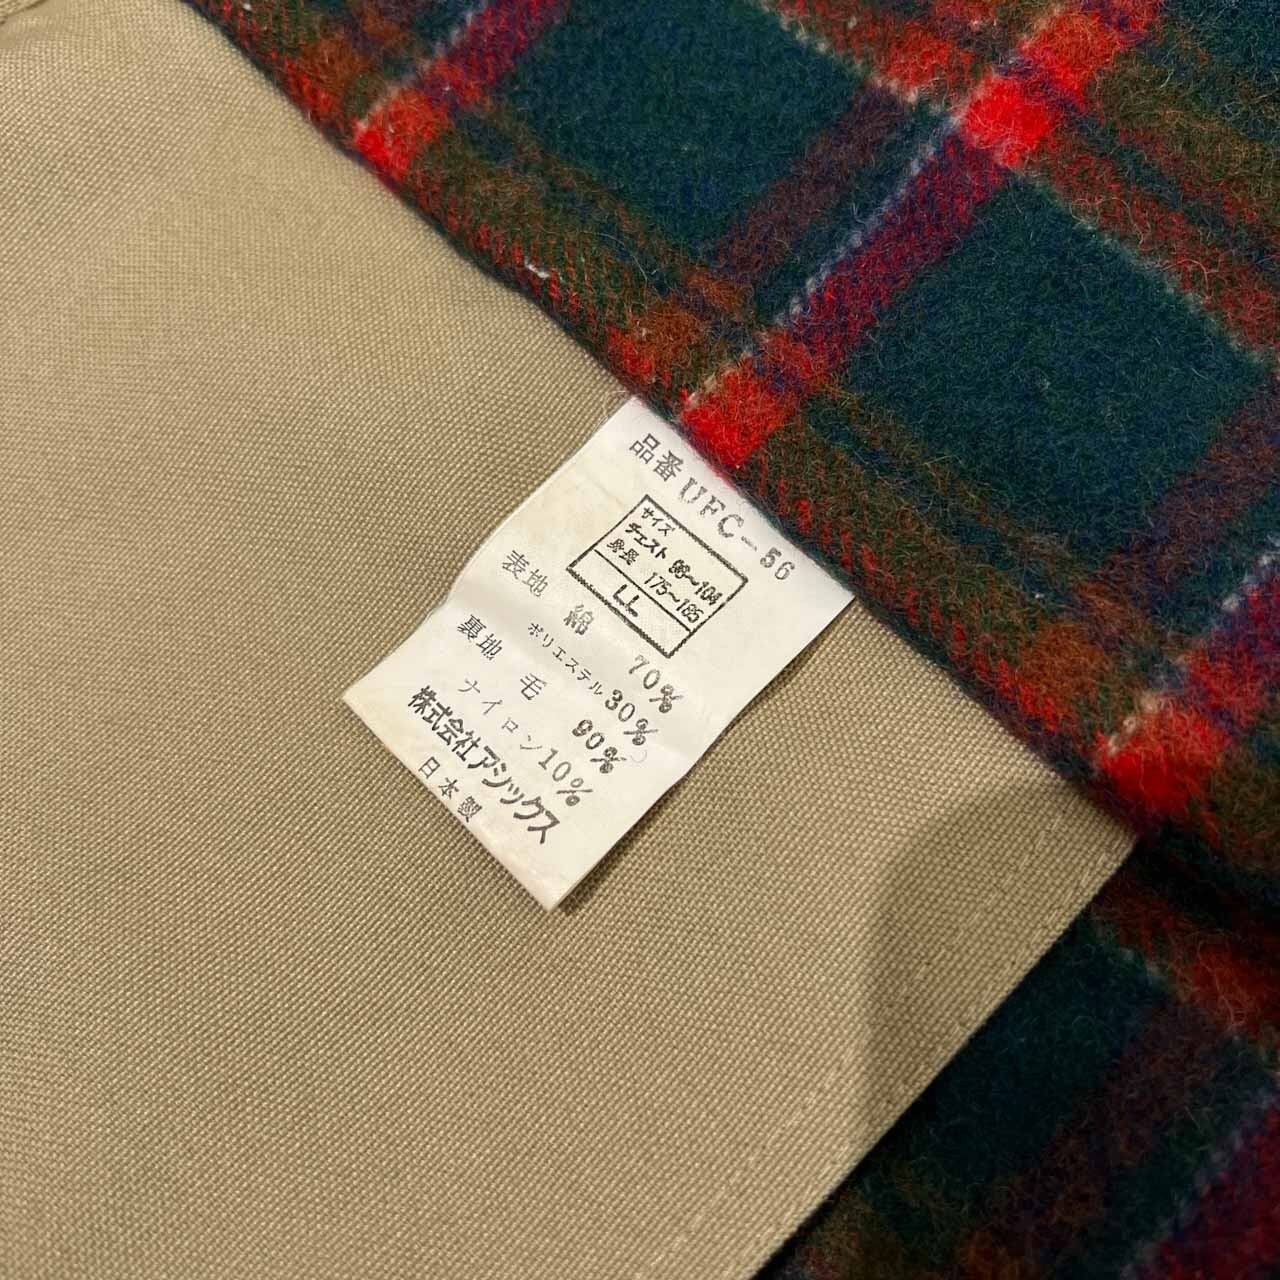 品番 UFC-56
サイズ
チェスト 96~104
身長 175~185
LL
表地 綿 70%
ポリエステル 30%
裏地 毛 90%
ナイロン 10%
株式会社アシックス
日本製